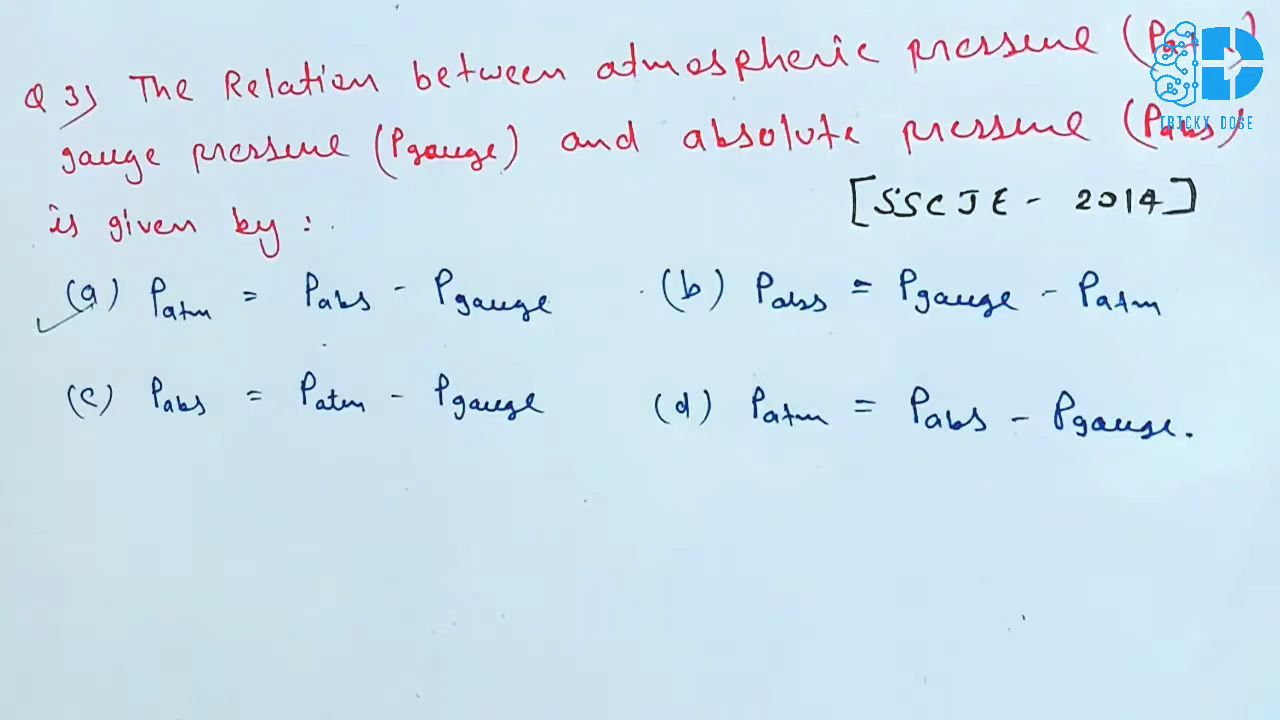 Q 3) The Relation between atmospheric pressure
TRICKY DOSE
gauge pressure (Pgauge) and absolute pressure (Pabs)
[SSC JE - 2014]
is given by :
(a) Patm = Pabs - Pgauge
(b) Pabs = Pgauge - Patm
(c) Pabs = Patm - Pgauge
(d) Patm = Pabs - Pgauge.